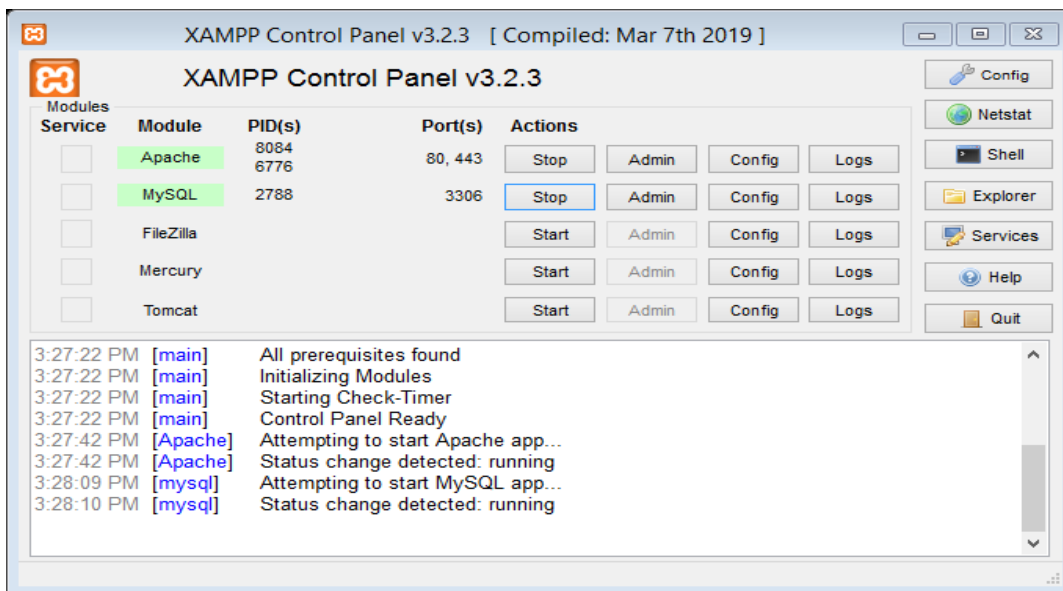 XAMPP Control Panel v3.2.3 [ Compiled: Mar 7th 2019 ]
XAMPP Control Panel v3.2.3
Config
Modules
Service Module PID(s) Port(s) Actions
Netstat
Apache 8084 6776 80, 443 Stop Admin Config Logs
Shell
MySQL 2788 3306 Stop Admin Config Logs
Explorer
FileZilla Start Admin Config Logs
Services
Mercury Start Admin Config Logs
Help
Tomcat Start Admin Config Logs
Quit
3:27:22 PM [main] All prerequisites found
3:27:22 PM [main] Initializing Modules
3:27:22 PM [main] Starting Check-Timer
3:27:22 PM [main] Control Panel Ready
3:27:42 PM [Apache] Attempting to start Apache app...
3:27:42 PM [Apache] Status change detected: running
3:28:09 PM [mysql] Attempting to start MySQL app...
3:28:10 PM [mysql] Status change detected: running